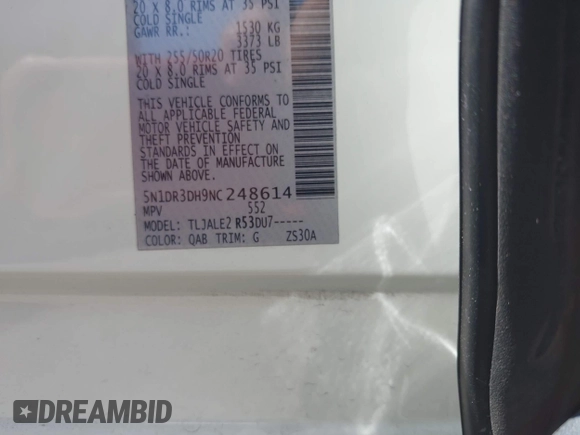 20 X 8.0 RIMS AT 35 PSI
COLD SINGLE
GAWR RR.: 1530 KG
3373 LB
WITH 255/50R20 TIRES
20 X 8.0 RIMS AT 35 PSI
COLD SINGLE
THIS VEHICLE CONFORMS TO
ALL APPLICABLE FEDERAL
MOTOR VEHICLE SAFETY AND
THEFT PREVENTION
STANDARDS IN EFFECT ON
THE DATE OF MANUFACTURE
5N1DR3DH9NC248614
MPV 552
MODEL: TLJALE2 R53DU7-----
COLOR: QAB TRIM: G ZS30A
DREAMBID